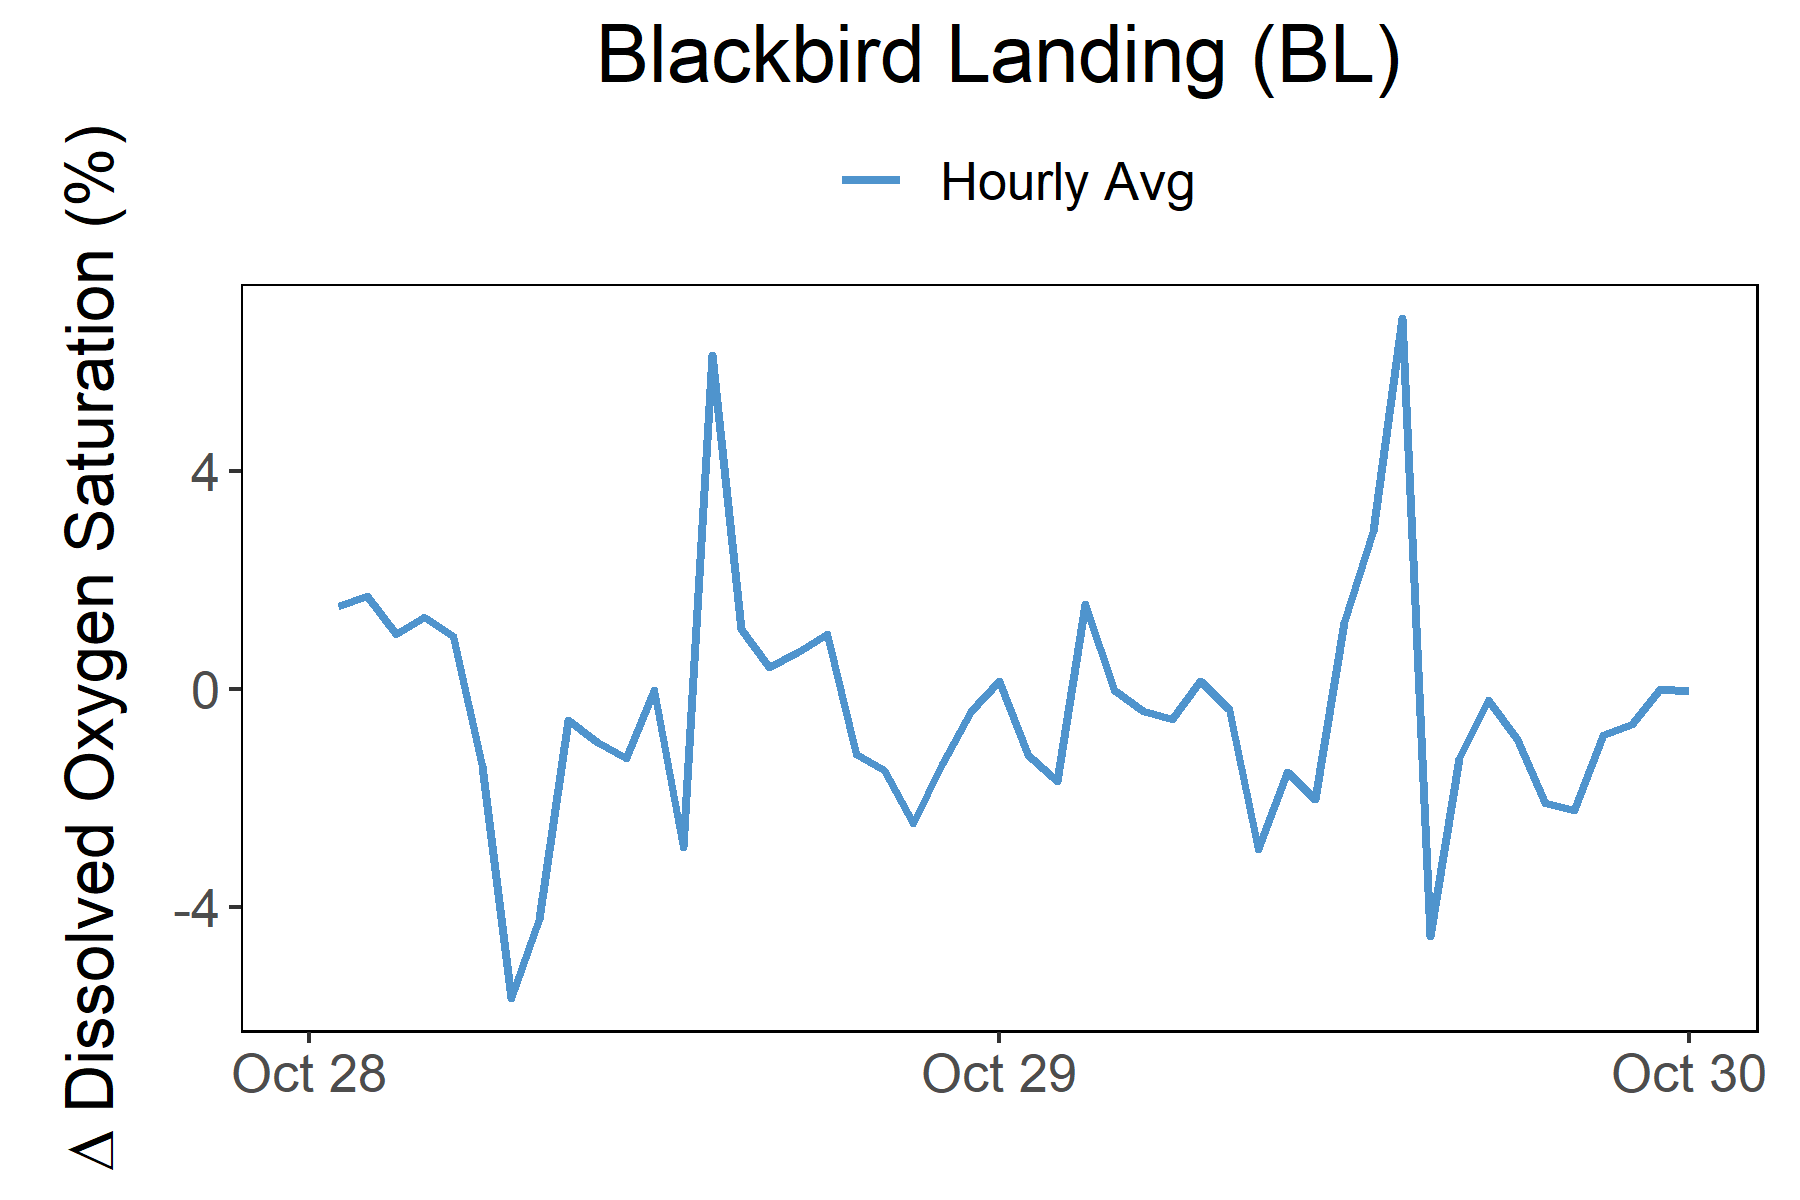 Blackbird Landing (BL)
Hourly Avg
Δ Dissolved Oxygen Saturation (%)
4
0
-4
Oct 28
Oct 29
Oct 30